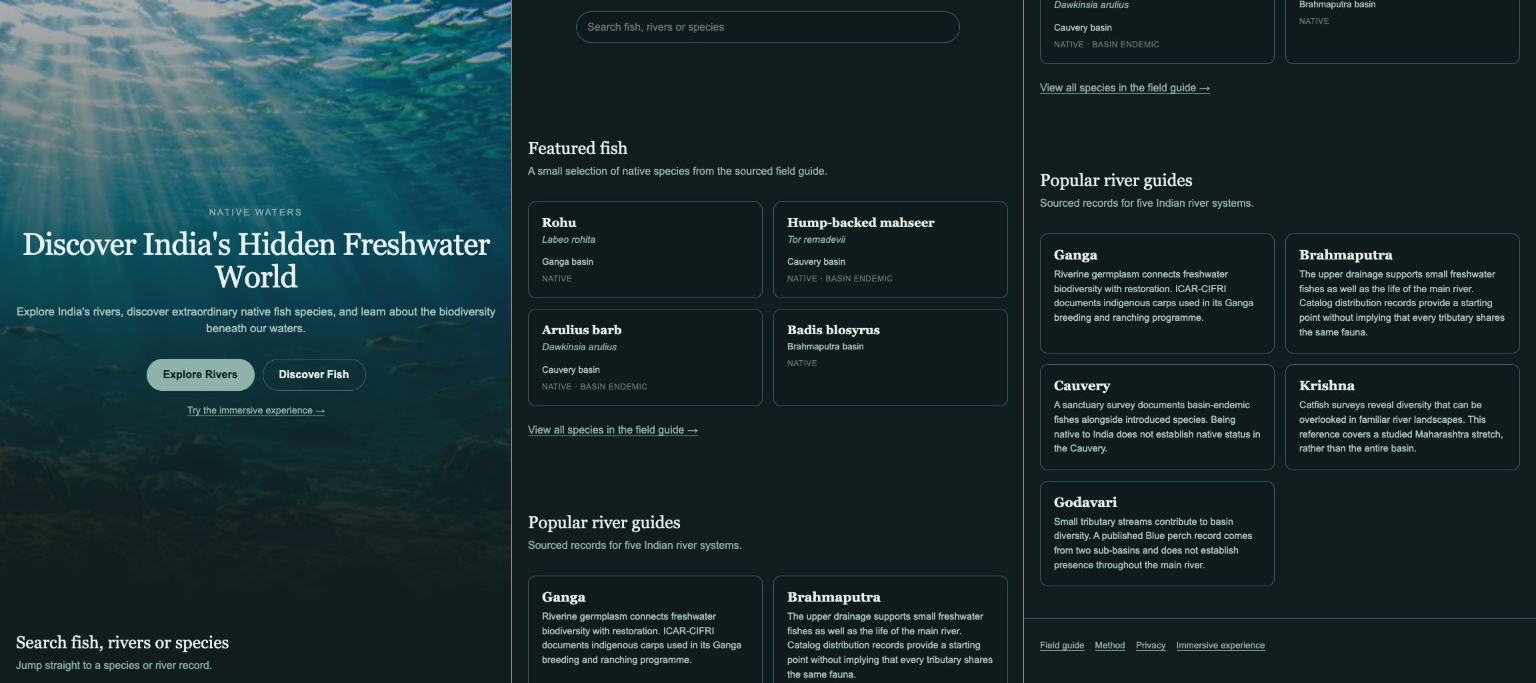 NATIVE WATERS
Discover India's Hidden Freshwater
World
Explore India's rivers, discover extraordinary native fish species, and learn about the biodiversity
beneath our waters.
Explore Rivers
Discover Fish
Try the immersive experience →
Search fish, rivers or species
Jump straight to a species or river record.
Search fish, rivers or species
Featured fish
A small selection of native species from the sourced field guide.
Rohu
Labeo rohita
Ganga basin
NATIVE
Hump-backed mahseer
Tor remadevii
Cauvery basin
NATIVE · BASIN ENDEMIC
Arulius barb
Dawkinsia arulius
Cauvery basin
NATIVE · BASIN ENDEMIC
Badis blosyrus
Brahmaputra basin
NATIVE
View all species in the field guide →
Popular river guides
Sourced records for five Indian river systems.
Ganga
Riverine germplasm connects freshwater
biodiversity with restoration. ICAR-CIFRI
documents indigenous carps used in its Ganga
breeding and ranching programme.
Brahmaputra
The upper drainage supports small freshwater
fishes as well as the life of the main river.
Catalog distribution records provide a starting
point without implying that every tributary shares
the same fauna.
Dawkinsia arulius
Cauvery basin
NATIVE · BASIN ENDEMIC
Brahmaputra basin
NATIVE
View all species in the field guide →
Popular river guides
Sourced records for five Indian river systems.
Ganga
Riverine germplasm connects freshwater
biodiversity with restoration. ICAR-CIFRI
documents indigenous carps used in its Ganga
breeding and ranching programme.
Brahmaputra
The upper drainage supports small freshwater
fishes as well as the life of the main river.
Catalog distribution records provide a starting
point without implying that every tributary shares
the same fauna.
Cauvery
A sanctuary survey documents basin-endemic
fishes alongside introduced species. Being
native to India does not establish native status in
the Cauvery.
Krishna
Catfish surveys reveal diversity that can be
overlooked in familiar river landscapes. This
reference covers a studied Maharashtra stretch,
rather than the entire basin.
Godavari
Small tributary streams contribute to basin
diversity. A published Blue perch record comes
from two sub-basins and does not establish
presence throughout the main river.
Field guide
Method
Privacy
Immersive experience